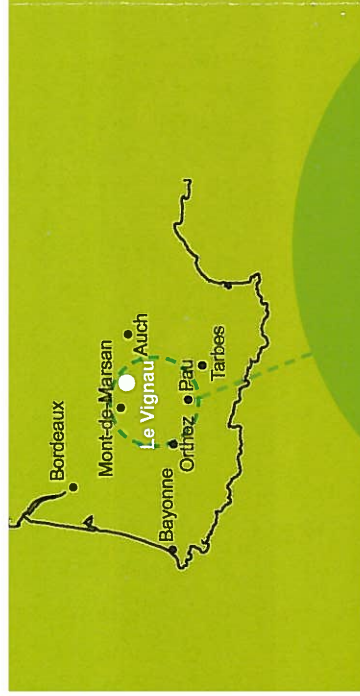 Bordeaux
Mont-de-Marsan
Auch
Le Vignau
Bayonne
Orthez
Pau
Tarbes